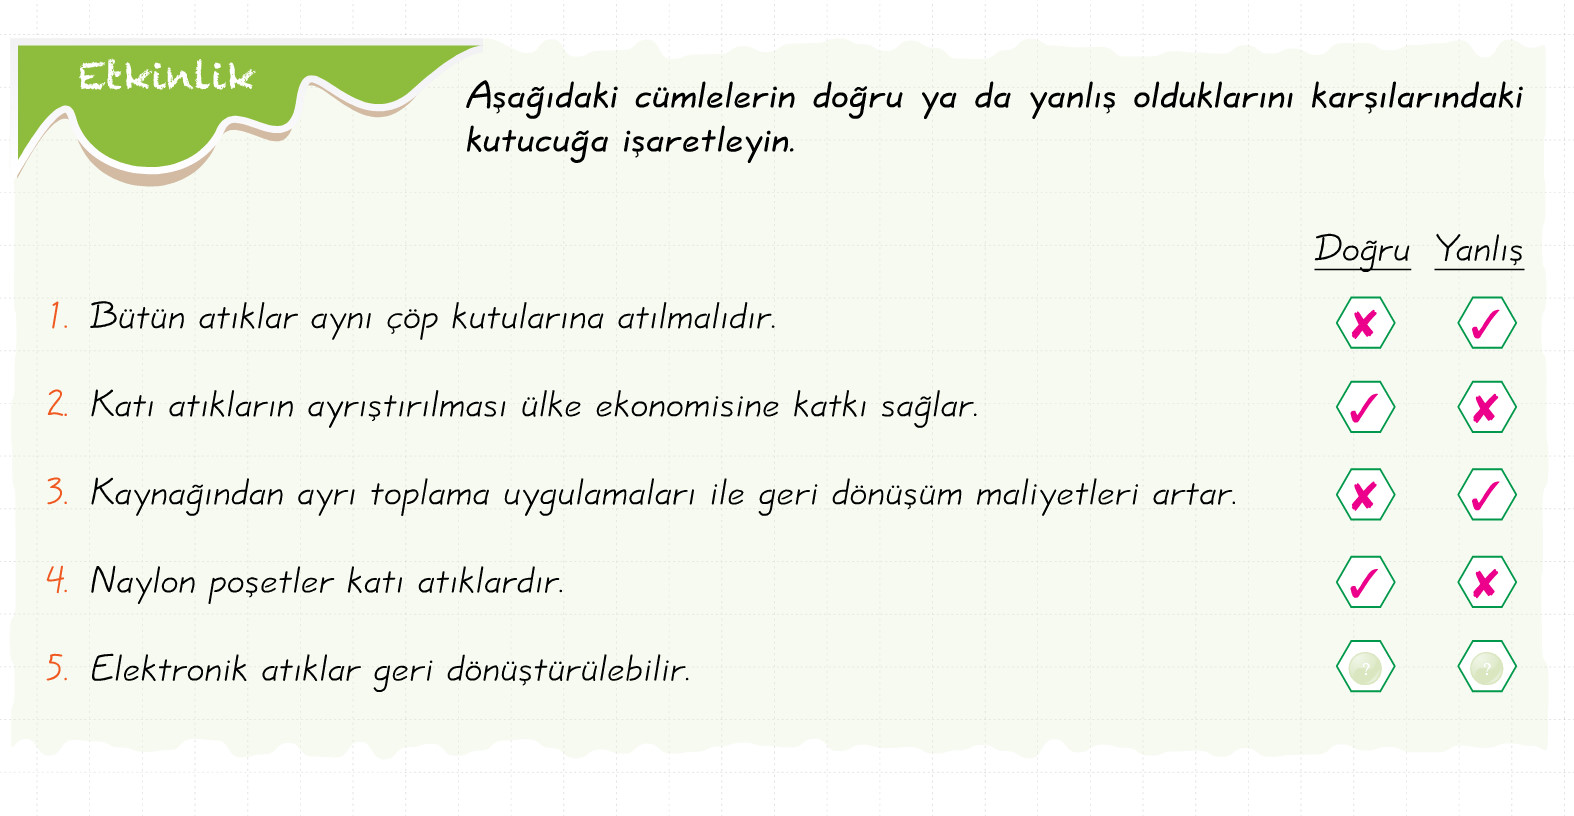 Etkinlik
Aşağıdaki cümlelerin doğru ya da yanlış olduklarını karşılarındaki
kutucuğa işaretleyin.
Doğru Yanlış
1. Bütün atıklar aynı çöp kutularına atılmalıdır. ✘ ✓
2. Katı atıkların ayrıştırılması ülke ekonomisine katkı sağlar. ✓ ✘
3. Kaynağından ayrı toplama uygulamaları ile geri dönüşüm maliyetleri artar. ✘ ✓
4. Naylon poşetler katı atıklardır. ✓ ✘
5. Elektronik atıklar geri dönüştürülebilir. ? ?